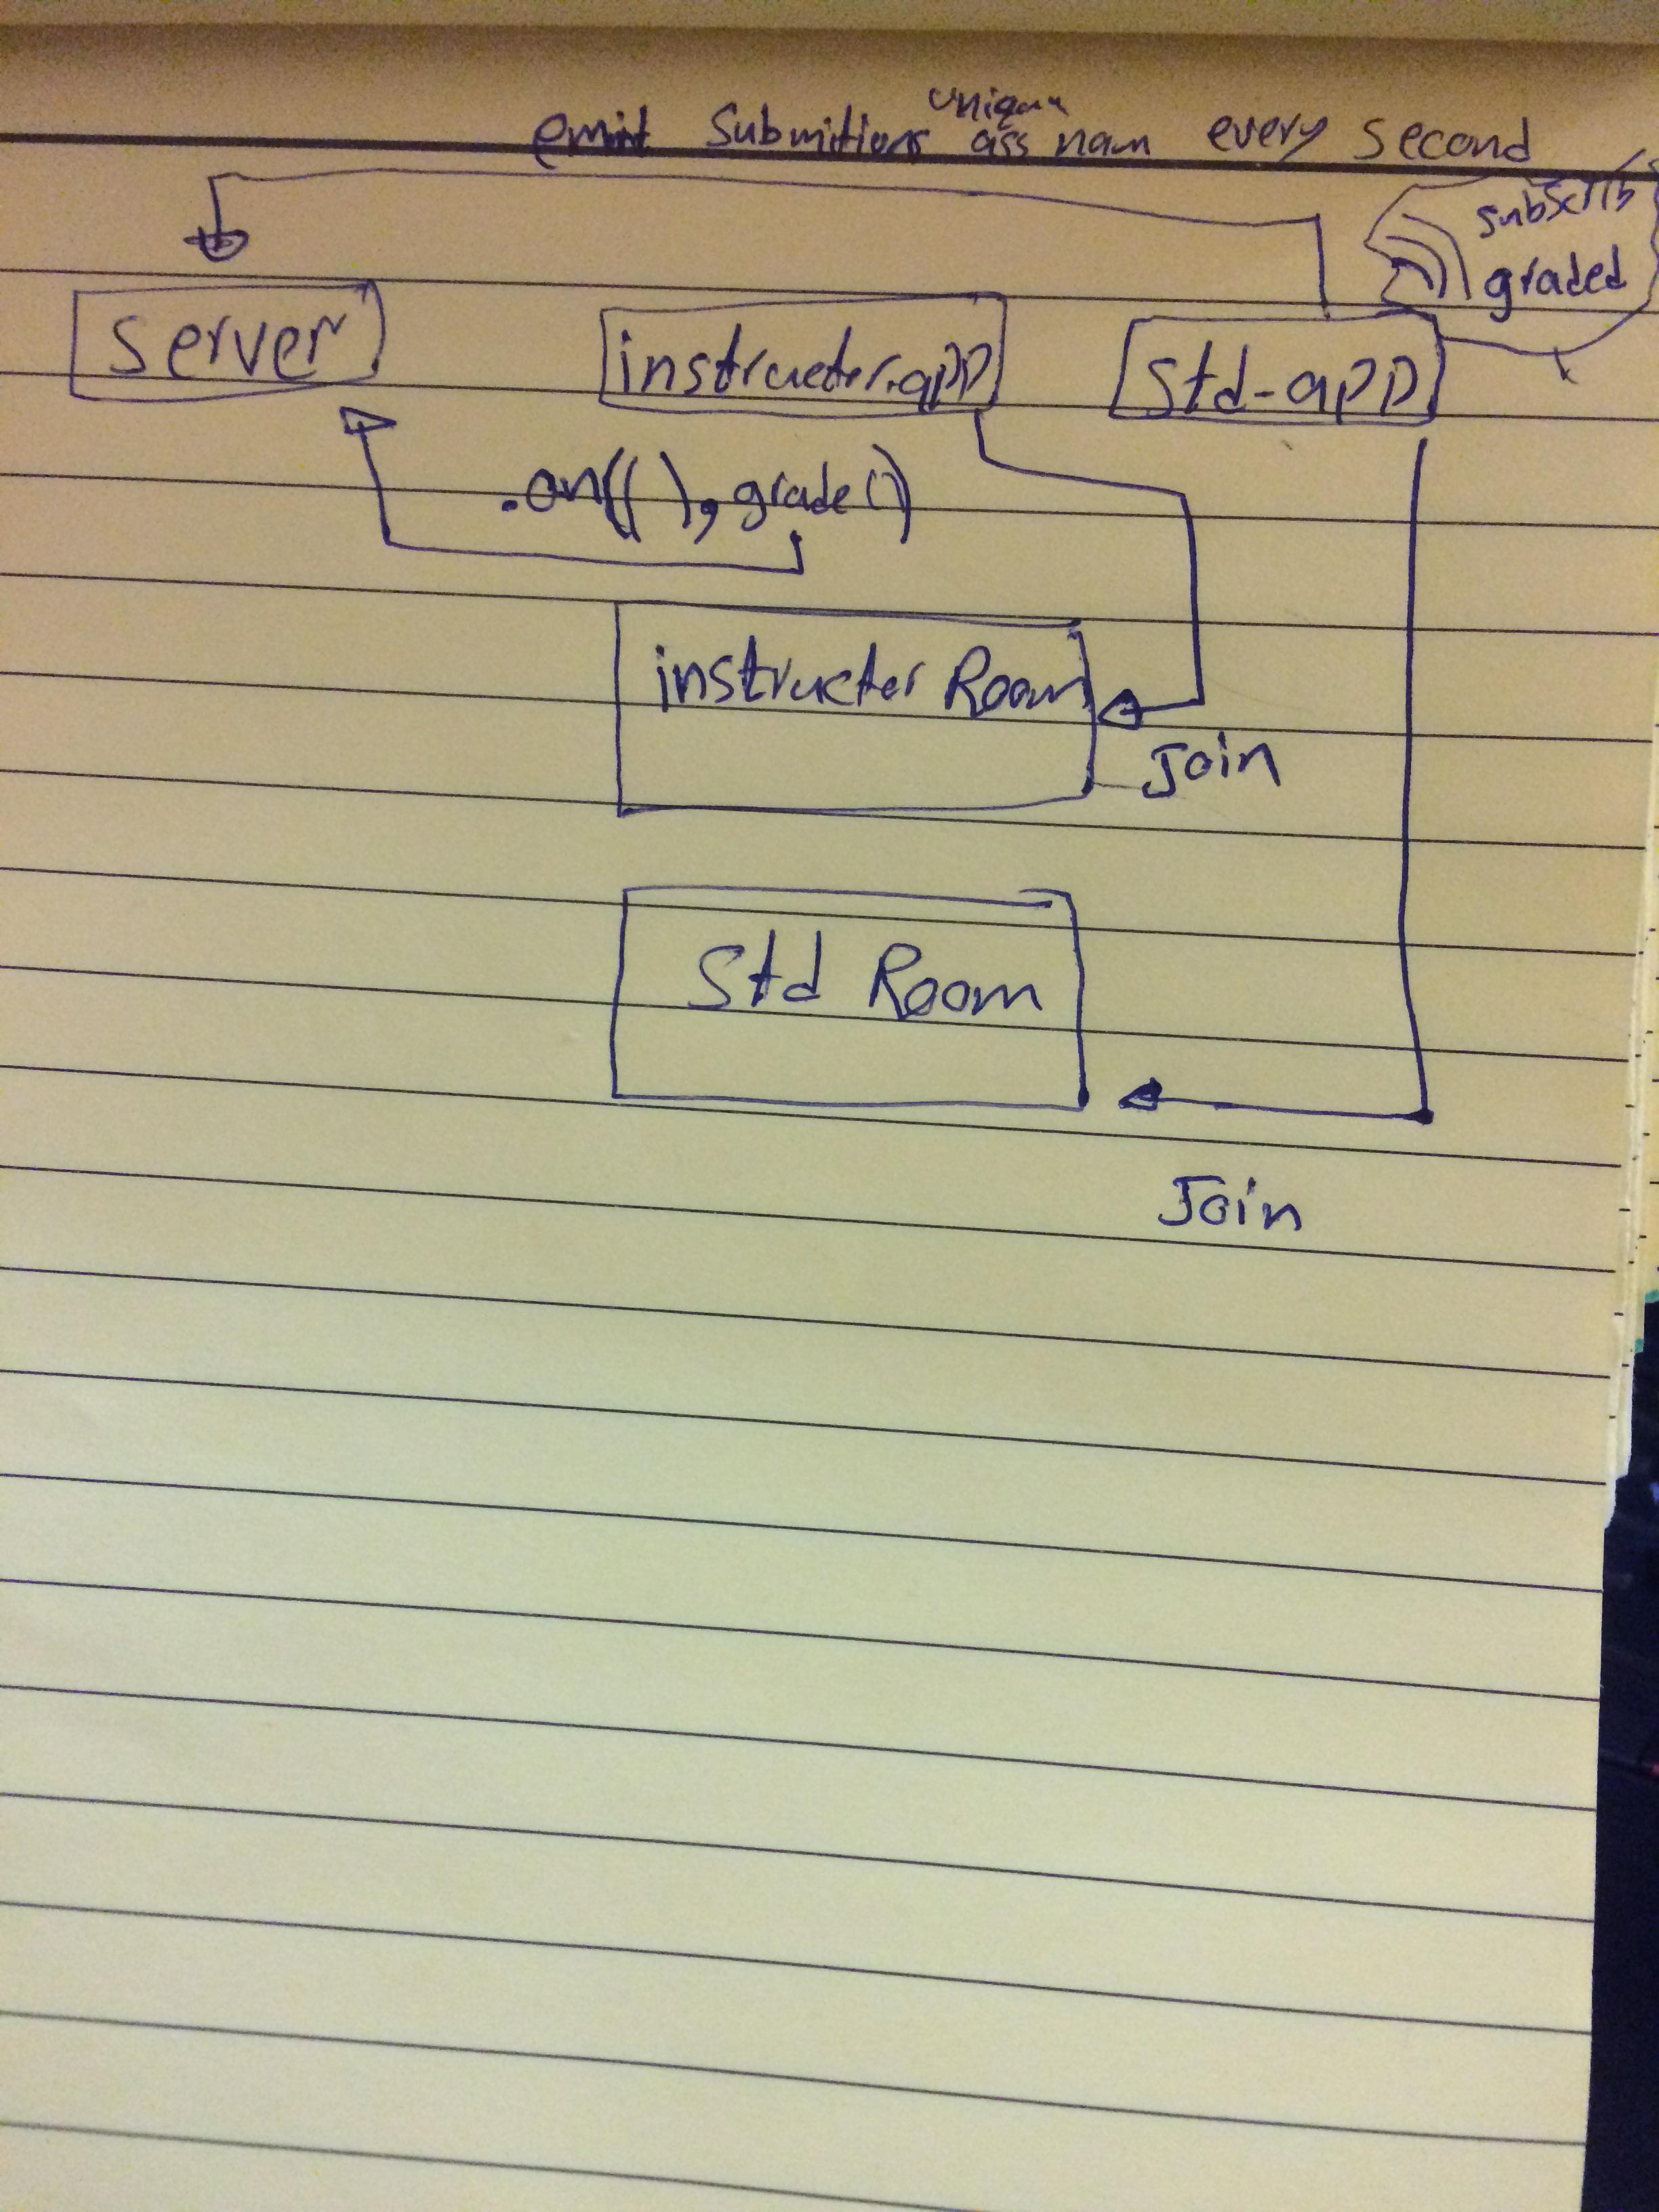 unique
emit Submitions ass nam every second
subscrib
graded
server
instructer.app
std-app
.on(( ), grade())
instructer Room
Join
Std Room
Join